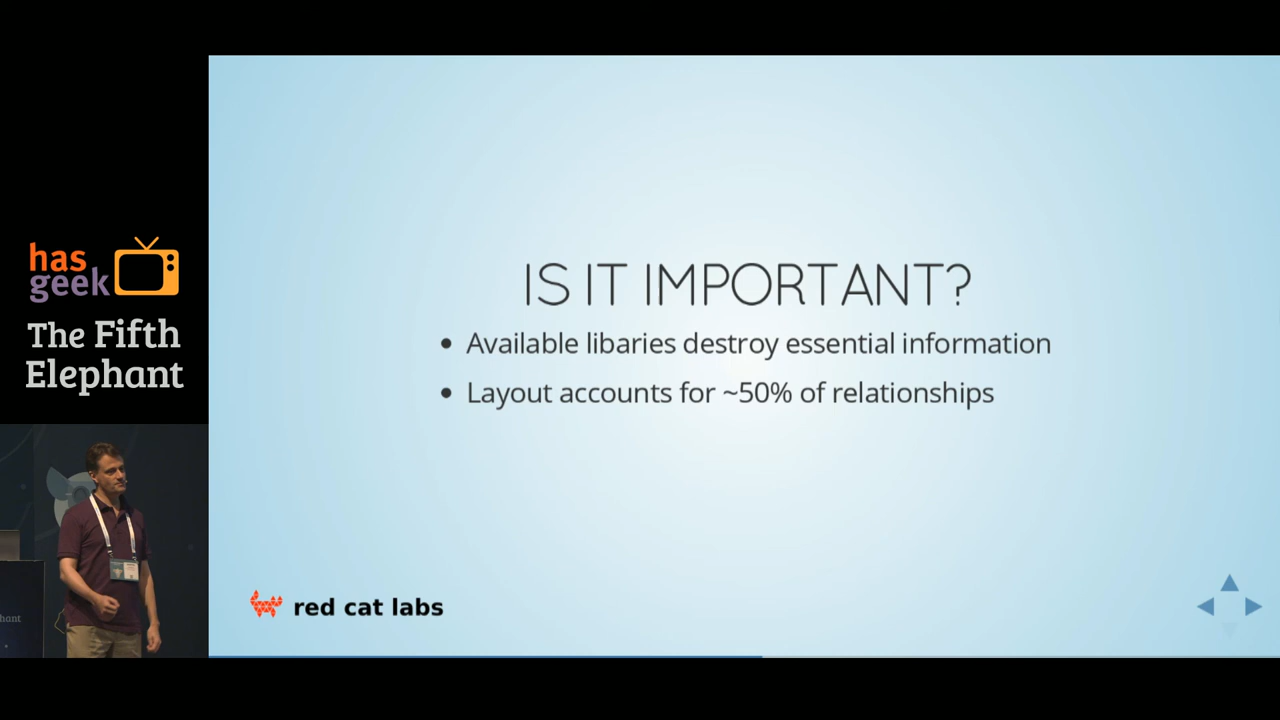 has
geek
The Fifth
Elephant
IS IT IMPORTANT?
• Available libaries destroy essential information
• Layout accounts for ~50% of relationships
red cat labs
hant